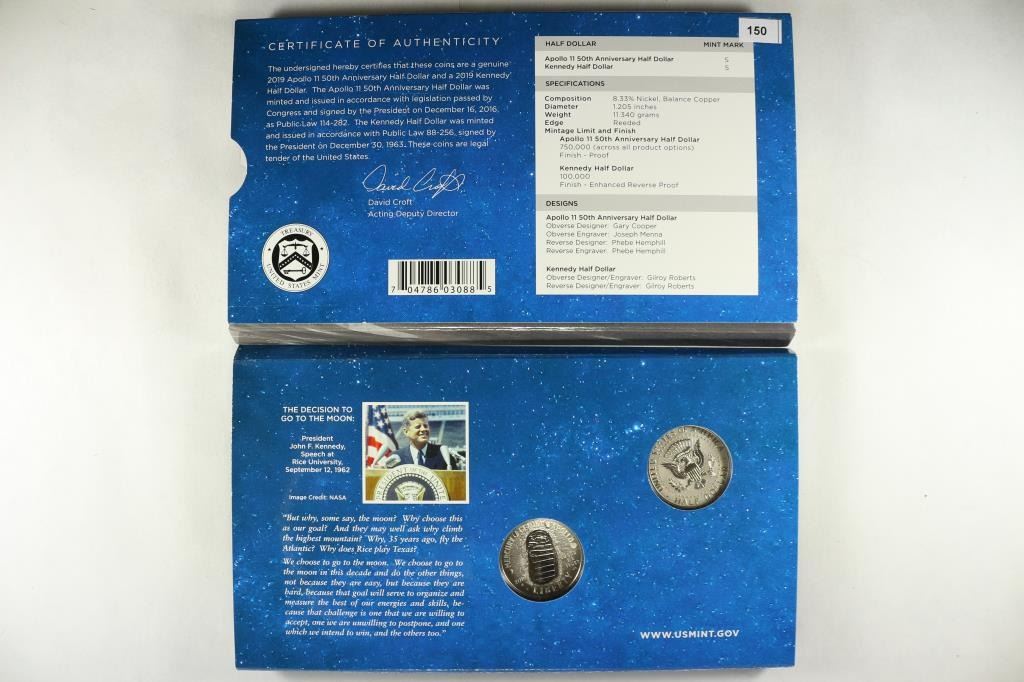 150
CERTIFICATE OF AUTHENTICITY
The undersigned hereby certifies that these coins are a genuine
2019 Apollo 11 50th Anniversary Half Dollar and a 2019 Kennedy
Half Dollar. The Apollo 11 50th Anniversary Half Dollar was
minted and issued in accordance with legislation passed by
Congress and signed by the President on December 16, 2016,
as Public Law 114-282. The Kennedy Half Dollar was minted
and issued in accordance with Public Law 88-256, signed by
the President on December 30, 1963. These coins are legal
tender of the United States.
David Croft
David Croft
Acting Deputy Director
TREASURY
UNITED STATES MINT
7 04786 03088 5
HALF DOLLAR MINT MARK
Apollo 11 50th Anniversary Half Dollar S
Kennedy Half Dollar S
SPECIFICATIONS
Composition 8.33% Nickel, Balance Copper
Diameter 1.205 inches
Weight 11.340 grams
Edge Reeded
Mintage Limit and Finish
Apollo 11 50th Anniversary Half Dollar
750,000 (across all product options)
Finish - Proof
Kennedy Half Dollar
100,000
Finish - Enhanced Reverse Proof
DESIGNS
Apollo 11 50th Anniversary Half Dollar
Obverse Designer: Gary Cooper
Obverse Engraver: Joseph Menna
Reverse Designer: Phebe Hemphill
Reverse Engraver: Phebe Hemphill
Kennedy Half Dollar
Obverse Designer/Engraver: Gilroy Roberts
Reverse Designer/Engraver: Gilroy Roberts
THE DECISION TO
GO TO THE MOON:
President
John F. Kennedy,
Speech at
Rice University,
September 12, 1962
Image Credit: NASA
"But why, some say, the moon? Why choose this
as our goal? And they may well ask why climb
the highest mountain? Why, 35 years ago, fly the
Atlantic? Why does Rice play Texas?
We choose to go to the moon. We choose to go to
the moon in this decade and do the other things,
not because they are easy, but because they are
hard, because that goal will serve to organize and
measure the best of our energies and skills, be-
cause that challenge is one that we are willing to
accept, one we are unwilling to postpone, and one
which we intend to win, and the others too."
UNITED STATES OF AMERICA
HALF DOLLAR
LIBERTY
WWW.USMINT.GOV